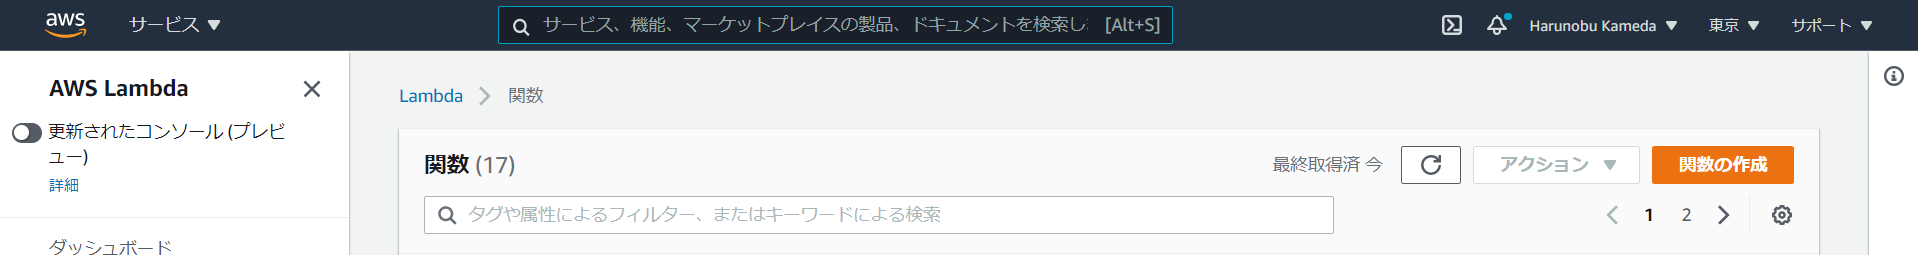 aws サービス ▼ サービス、機能、マーケットプレイスの製品、ドキュメントを検索し [Alt+S] Harunobu Kameda ▼ 東京 ▼ サポート ▼
AWS Lambda
更新されたコンソール (プレビ
ュー)
詳細
ダッシュボード
Lambda > 関数
関数 (17) 最終取得済 今 アクション ▼ 関数の作成
タグや属性によるフィルター、またはキーワードによる検索 < 1 2 >